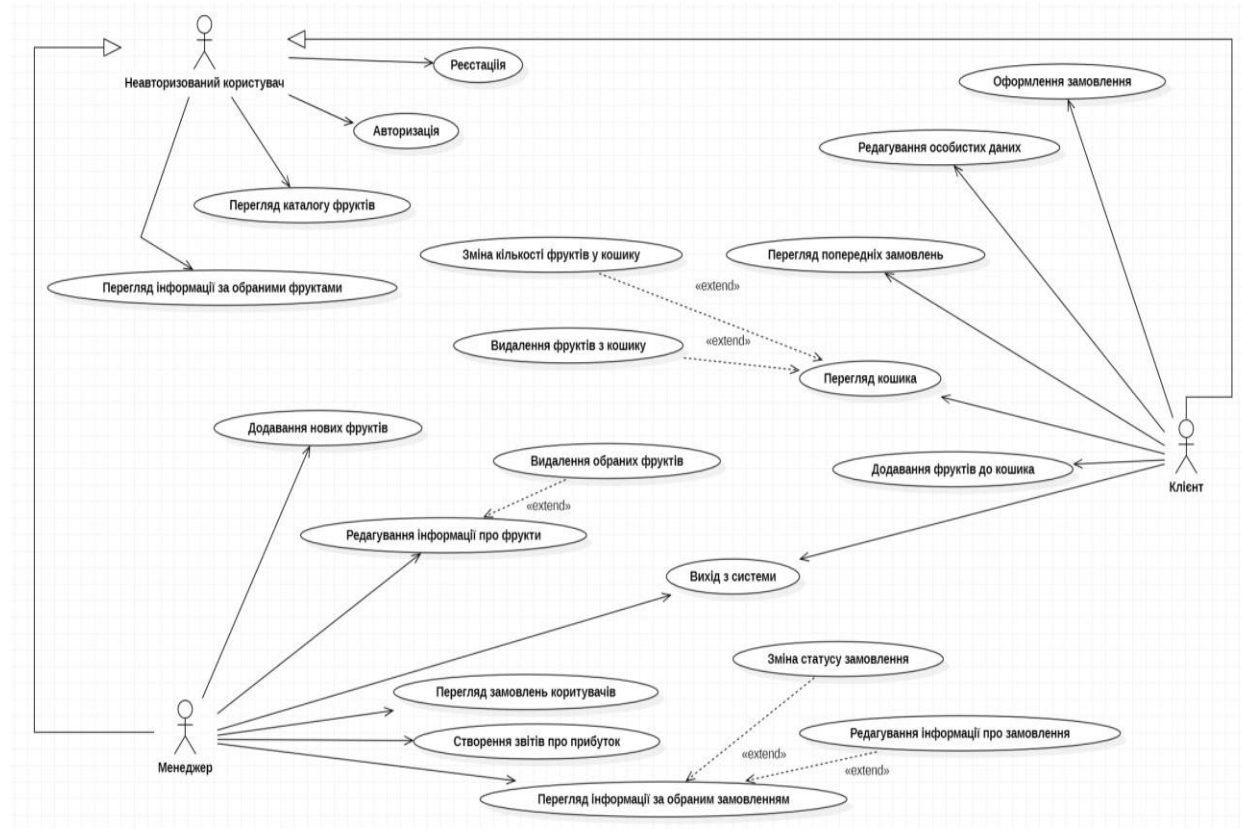 Неавторизований користувач
Реєстаціія
Авторизація
Перегляд каталогу фруктів
Перегляд інформації за обраними фруктами
Оформлення замовлення
Редагування особистих даних
Зміна кількості фруктів у кошику
Перегляд попередніх замовлень
«extend»
Видалення фруктів з кошику
«extend»
Перегляд кошика
Додавання нових фруктів
Видалення обраних фруктів
Додавання фруктів до кошика
Клієнт
«extend»
Редагування інформації про фрукти
Вихід з системи
Зміна статусу замовлення
Перегляд замовлень коритувачів
Створення звітів про прибуток
Редагування інформації про замовлення
Менеджер
«extend»
«extend»
Перегляд інформації за обраним замовленням